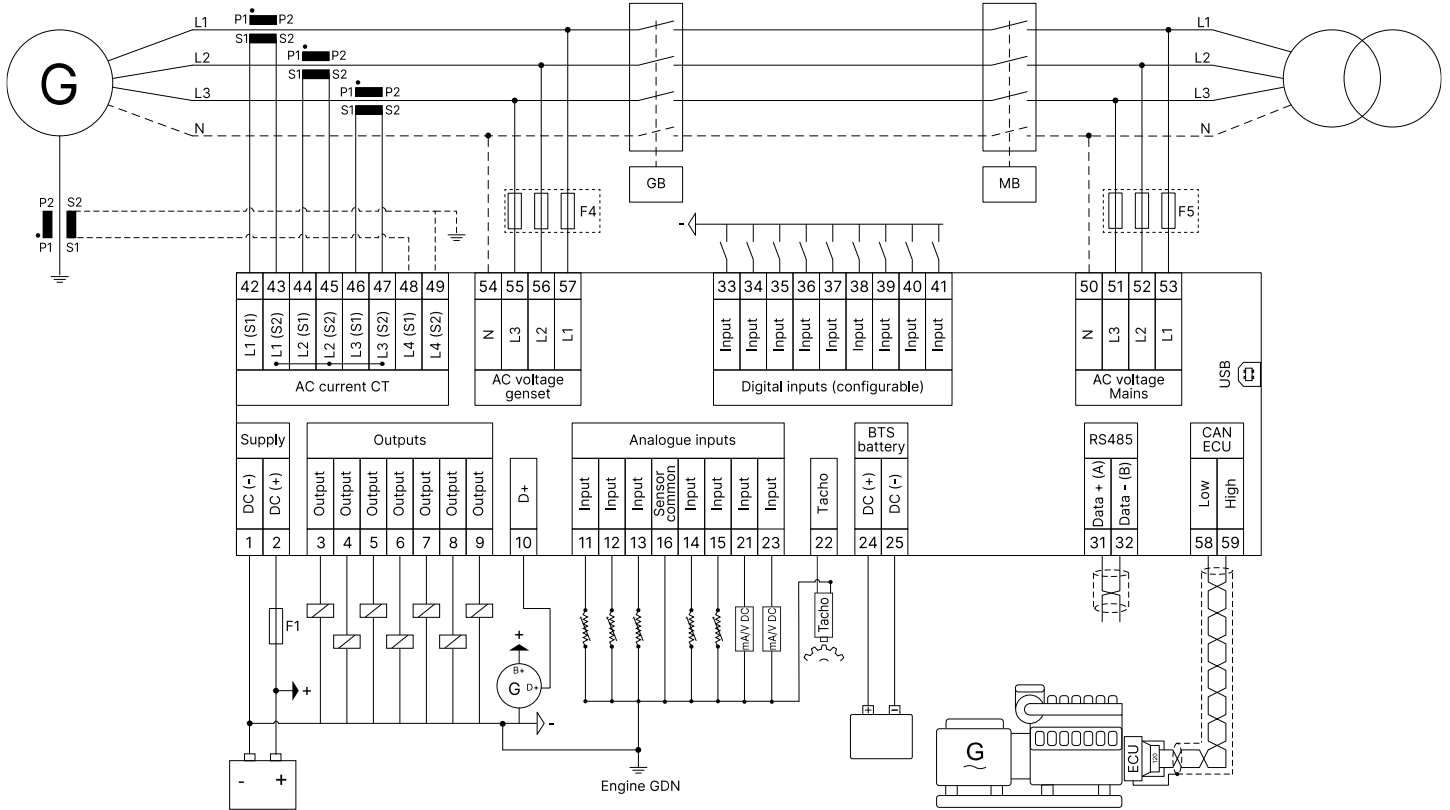 L1 P1 P2 L1
S1 S2
L2 P1 P2 L2
S1 S2
G
L3 P1 P2 L3
S1 S2
N N
GB MB
P2 S2
F4 F5
P1 S1
-
42 43 44 45 46 47 48 49 54 55 56 57 33 34 35 36 37 38 39 40 41 50 51 52 53
L1 (S1) L1 (S2) L2 (S1) L2 (S2) L3 (S1) L3 (S2) L4 (S1) L4 (S2) N L3 L2 L1 Input Input Input Input Input Input Input Input Input N L3 L2 L1
AC current CT
AC voltage
genset
Digital inputs (configurable)
AC voltage
Mains
USB
Supply
Outputs
Analogue inputs
BTS
battery
RS485
CAN
ECU
DC (-) DC (+) Output Output Output Output Output Output Output D+ Input Input Input Sensor
common Input Input Input Input Tacho DC (+) DC (-) Data + (A) Data - (B) Low High
1 2 3 4 5 6 7 8 9 10 11 12 13 16 14 15 21 23 22 24 25 31 32 58 59
F1
mA/V DC mA/V DC
Tacho
+
B+
G D+
+
-
+ -
- +
Engine GDN
G
~
ECU
120